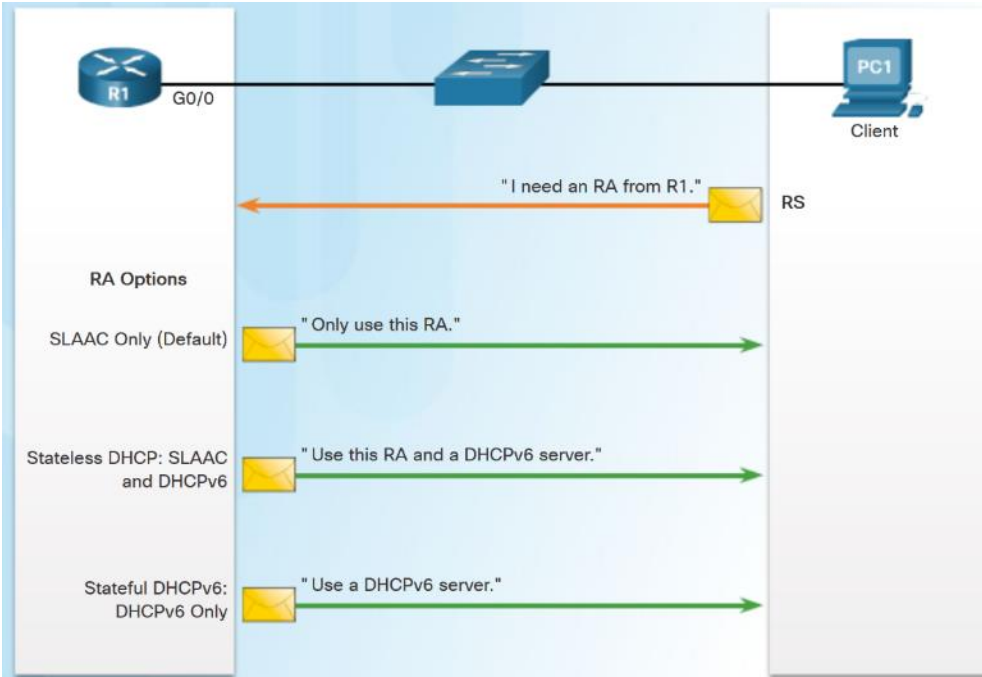 R1
G0/0
PC1
Client
"I need an RA from R1."
RS
RA Options
SLAAC Only (Default)
"Only use this RA."
Stateless DHCP: SLAAC
and DHCPv6
"Use this RA and a DHCPv6 server."
Stateful DHCPv6:
DHCPv6 Only
"Use a DHCPv6 server."